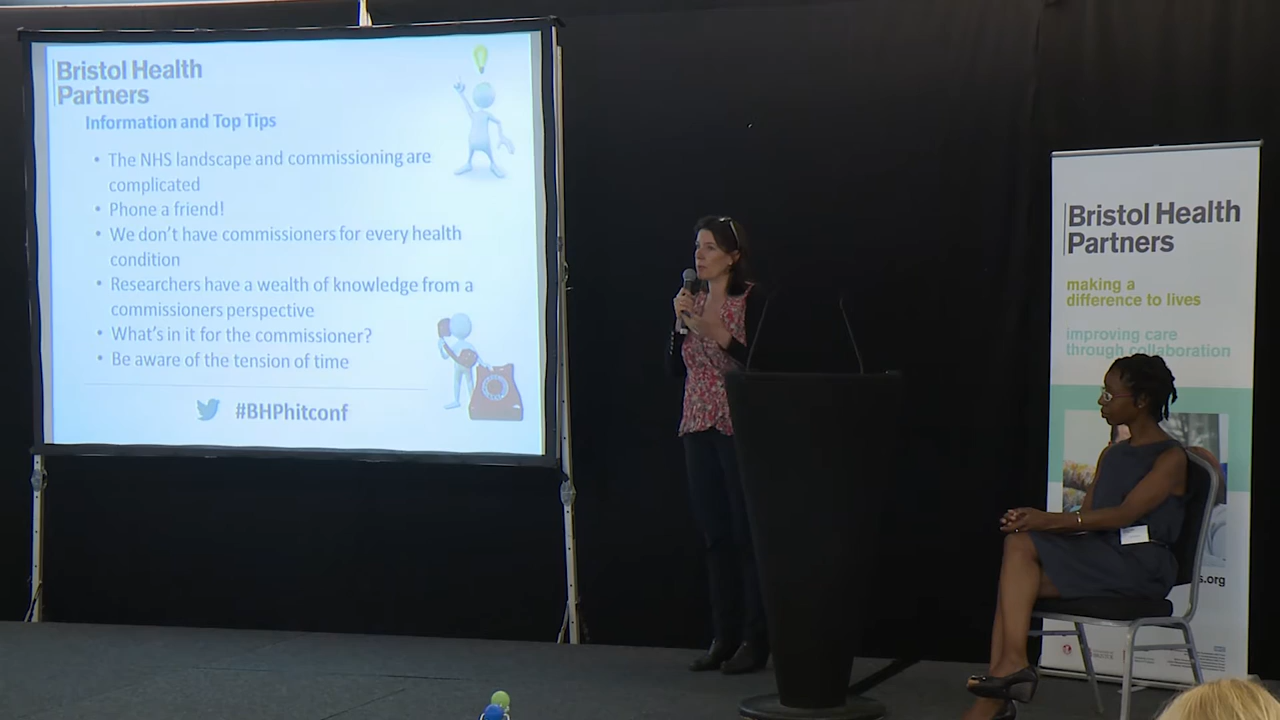 Bristol Health
Partners
Information and Top Tips
• The NHS landscape and commissioning are
complicated
• Phone a friend!
• We don't have commissioners for every health
condition
• Researchers have a wealth of knowledge from a
commissioners perspective
• What's in it for the commissioner?
• Be aware of the tension of time
#BHPhitconf
Bristol Health
Partners
making a
difference to lives
improving care
through collaboration
s.org